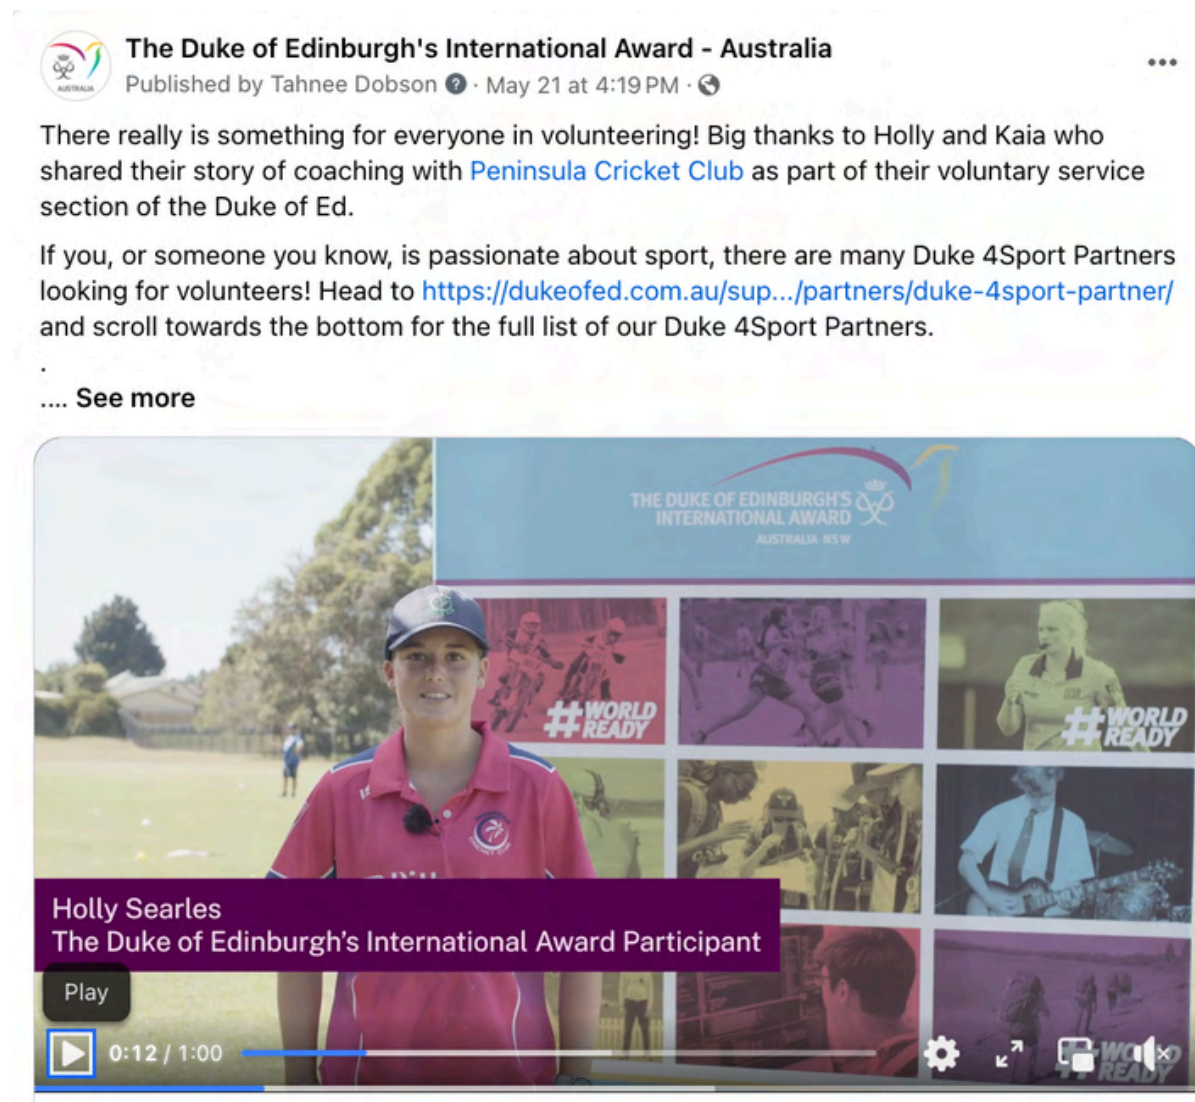 The Duke of Edinburgh's International Award - Australia
Published by Tahnee Dobson · May 21 at 4:19 PM ·
AUSTRALIA
There really is something for everyone in volunteering! Big thanks to Holly and Kaia who
shared their story of coaching with Peninsula Cricket Club as part of their voluntary service
section of the Duke of Ed.
If you, or someone you know, is passionate about sport, there are many Duke 4Sport Partners
looking for volunteers! Head to https://dukeofed.com.au/sup.../partners/duke-4sport-partner/
and scroll towards the bottom for the full list of our Duke 4Sport Partners.
.
.... See more
THE DUKE OF EDINBURGH'S
INTERNATIONAL AWARD
AUSTRALIA NSW
#WORLD
READY
#WORLD
READY
Holly Searles
The Duke of Edinburgh's International Award Participant
Play
0:12 / 1:00
#WORLD
READY